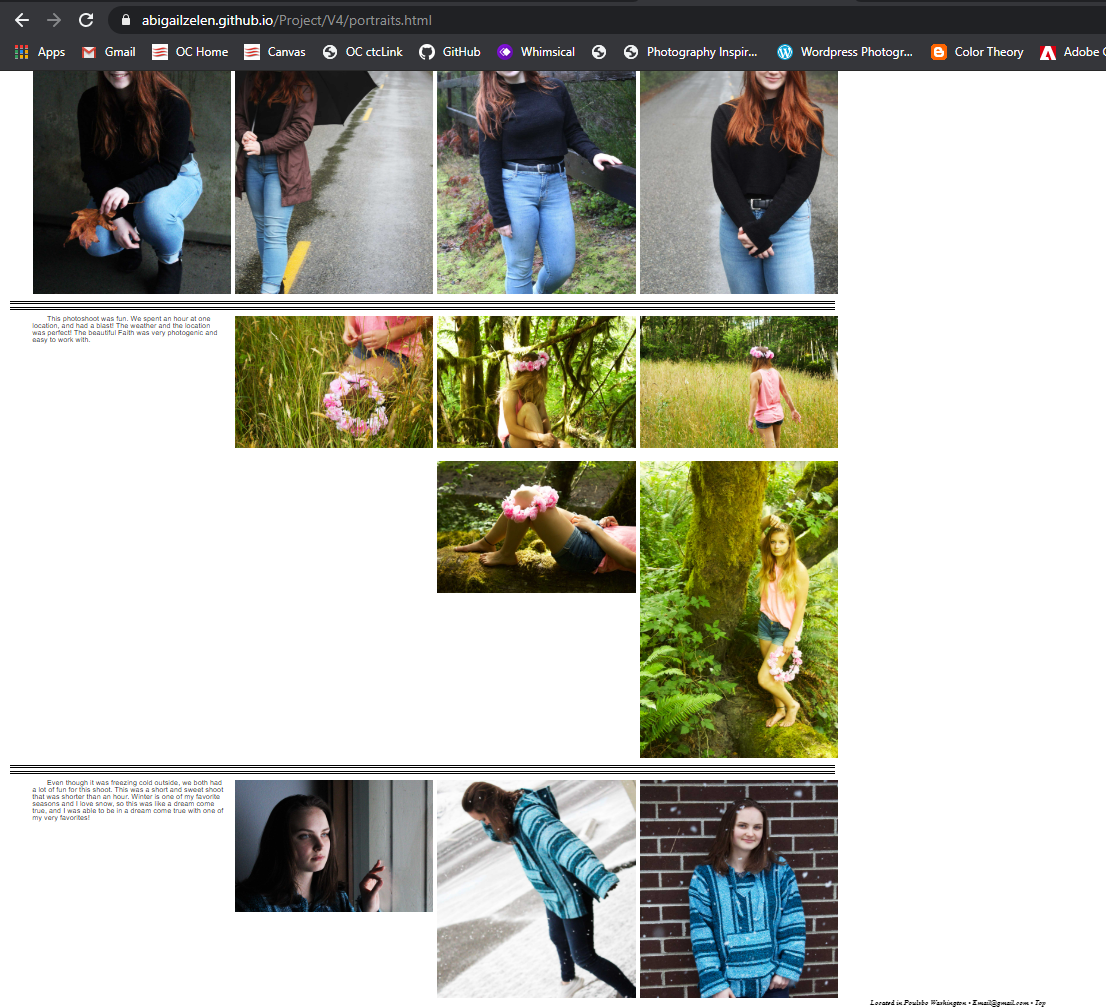 abigailzelen.github.io/Project/V4/portraits.html
Apps Gmail OC Home Canvas OC ctcLink GitHub Whimsical Photography Inspir... Wordpress Photogr... Color Theory Adobe C
This photoshoot was fun. We spent an hour at one
location, and had a blast! The weather and the location
was perfect! The beautiful Faith was very photogenic and
easy to work with.
Even though it was freezing cold outside, we both had
a lot of fun for this shoot. This was a short and sweet shoot
that was shorter than an hour. Winter is one of my favorite
seasons and I love snow, so this was like a dream come
true, and I was able to be in a dream come true with one of
my very favorites!
Located in Poulsbo Washington • Email@gmail.com • Top